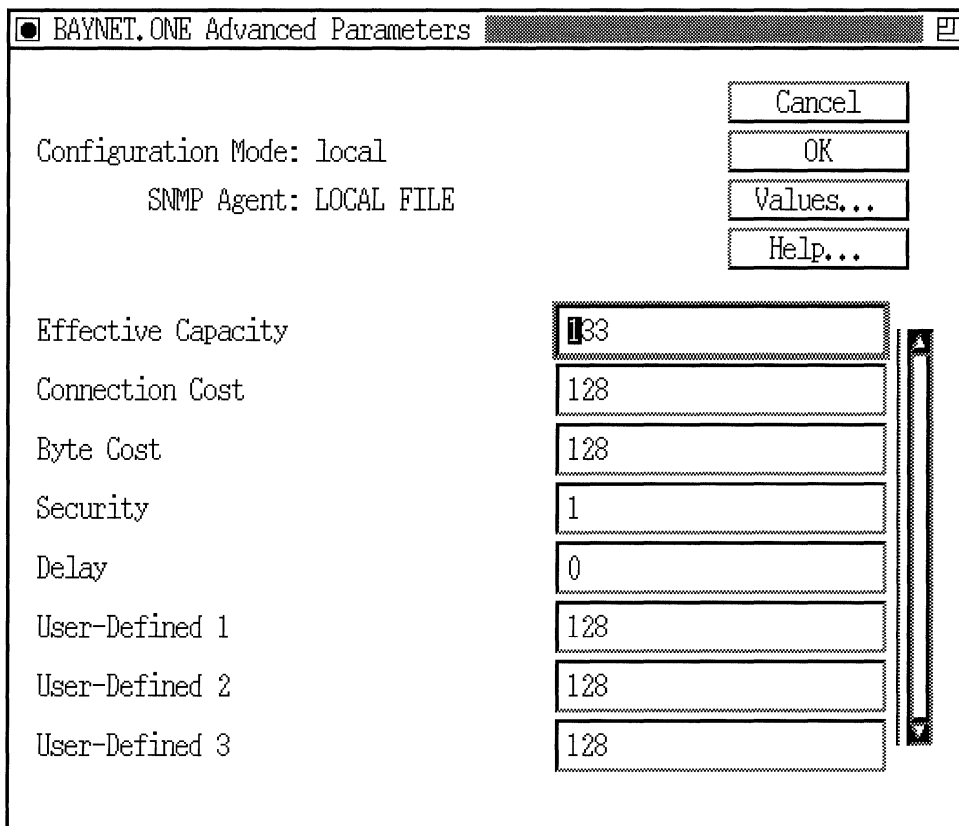 BAYNET.ONE Advanced Parameters
Cancel
Configuration Mode: local
OK
SNMP Agent: LOCAL FILE
Values...
Help...
Effective Capacity 133
Connection Cost 128
Byte Cost 128
Security 1
Delay 0
User-Defined 1 128
User-Defined 2 128
User-Defined 3 128